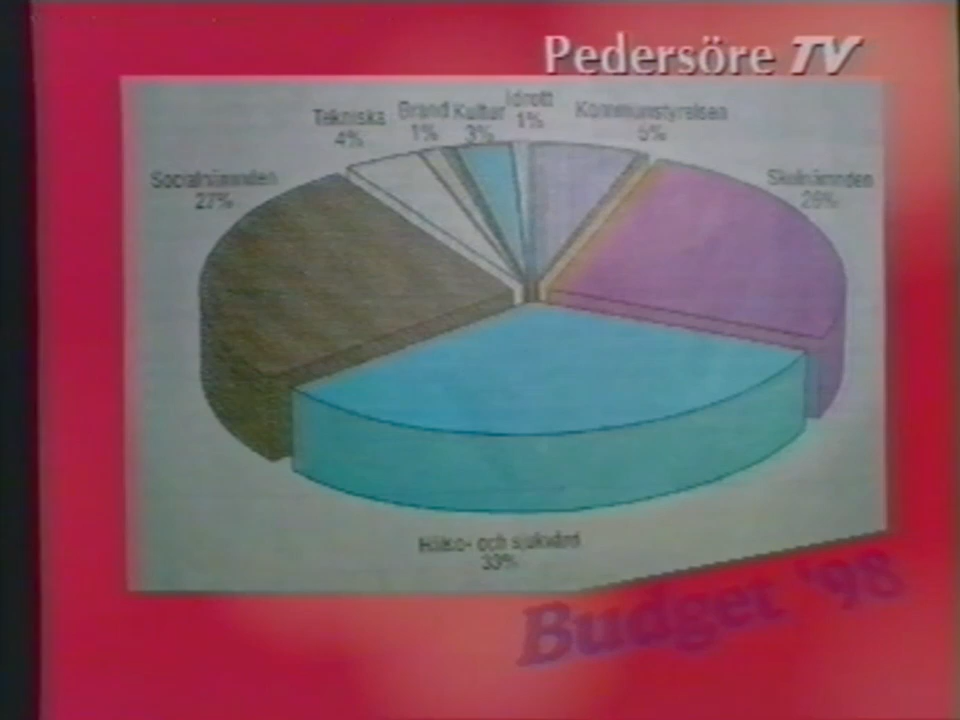 Pedersöre TV
Idrott
1%
Brand
1%
Kultur
3%
Kommunstyrelsen
5%
Tekniska
4%
Socialnämnden
27%
Skolnämnden
26%
Hälso- och sjukvård
33%
Budget '98